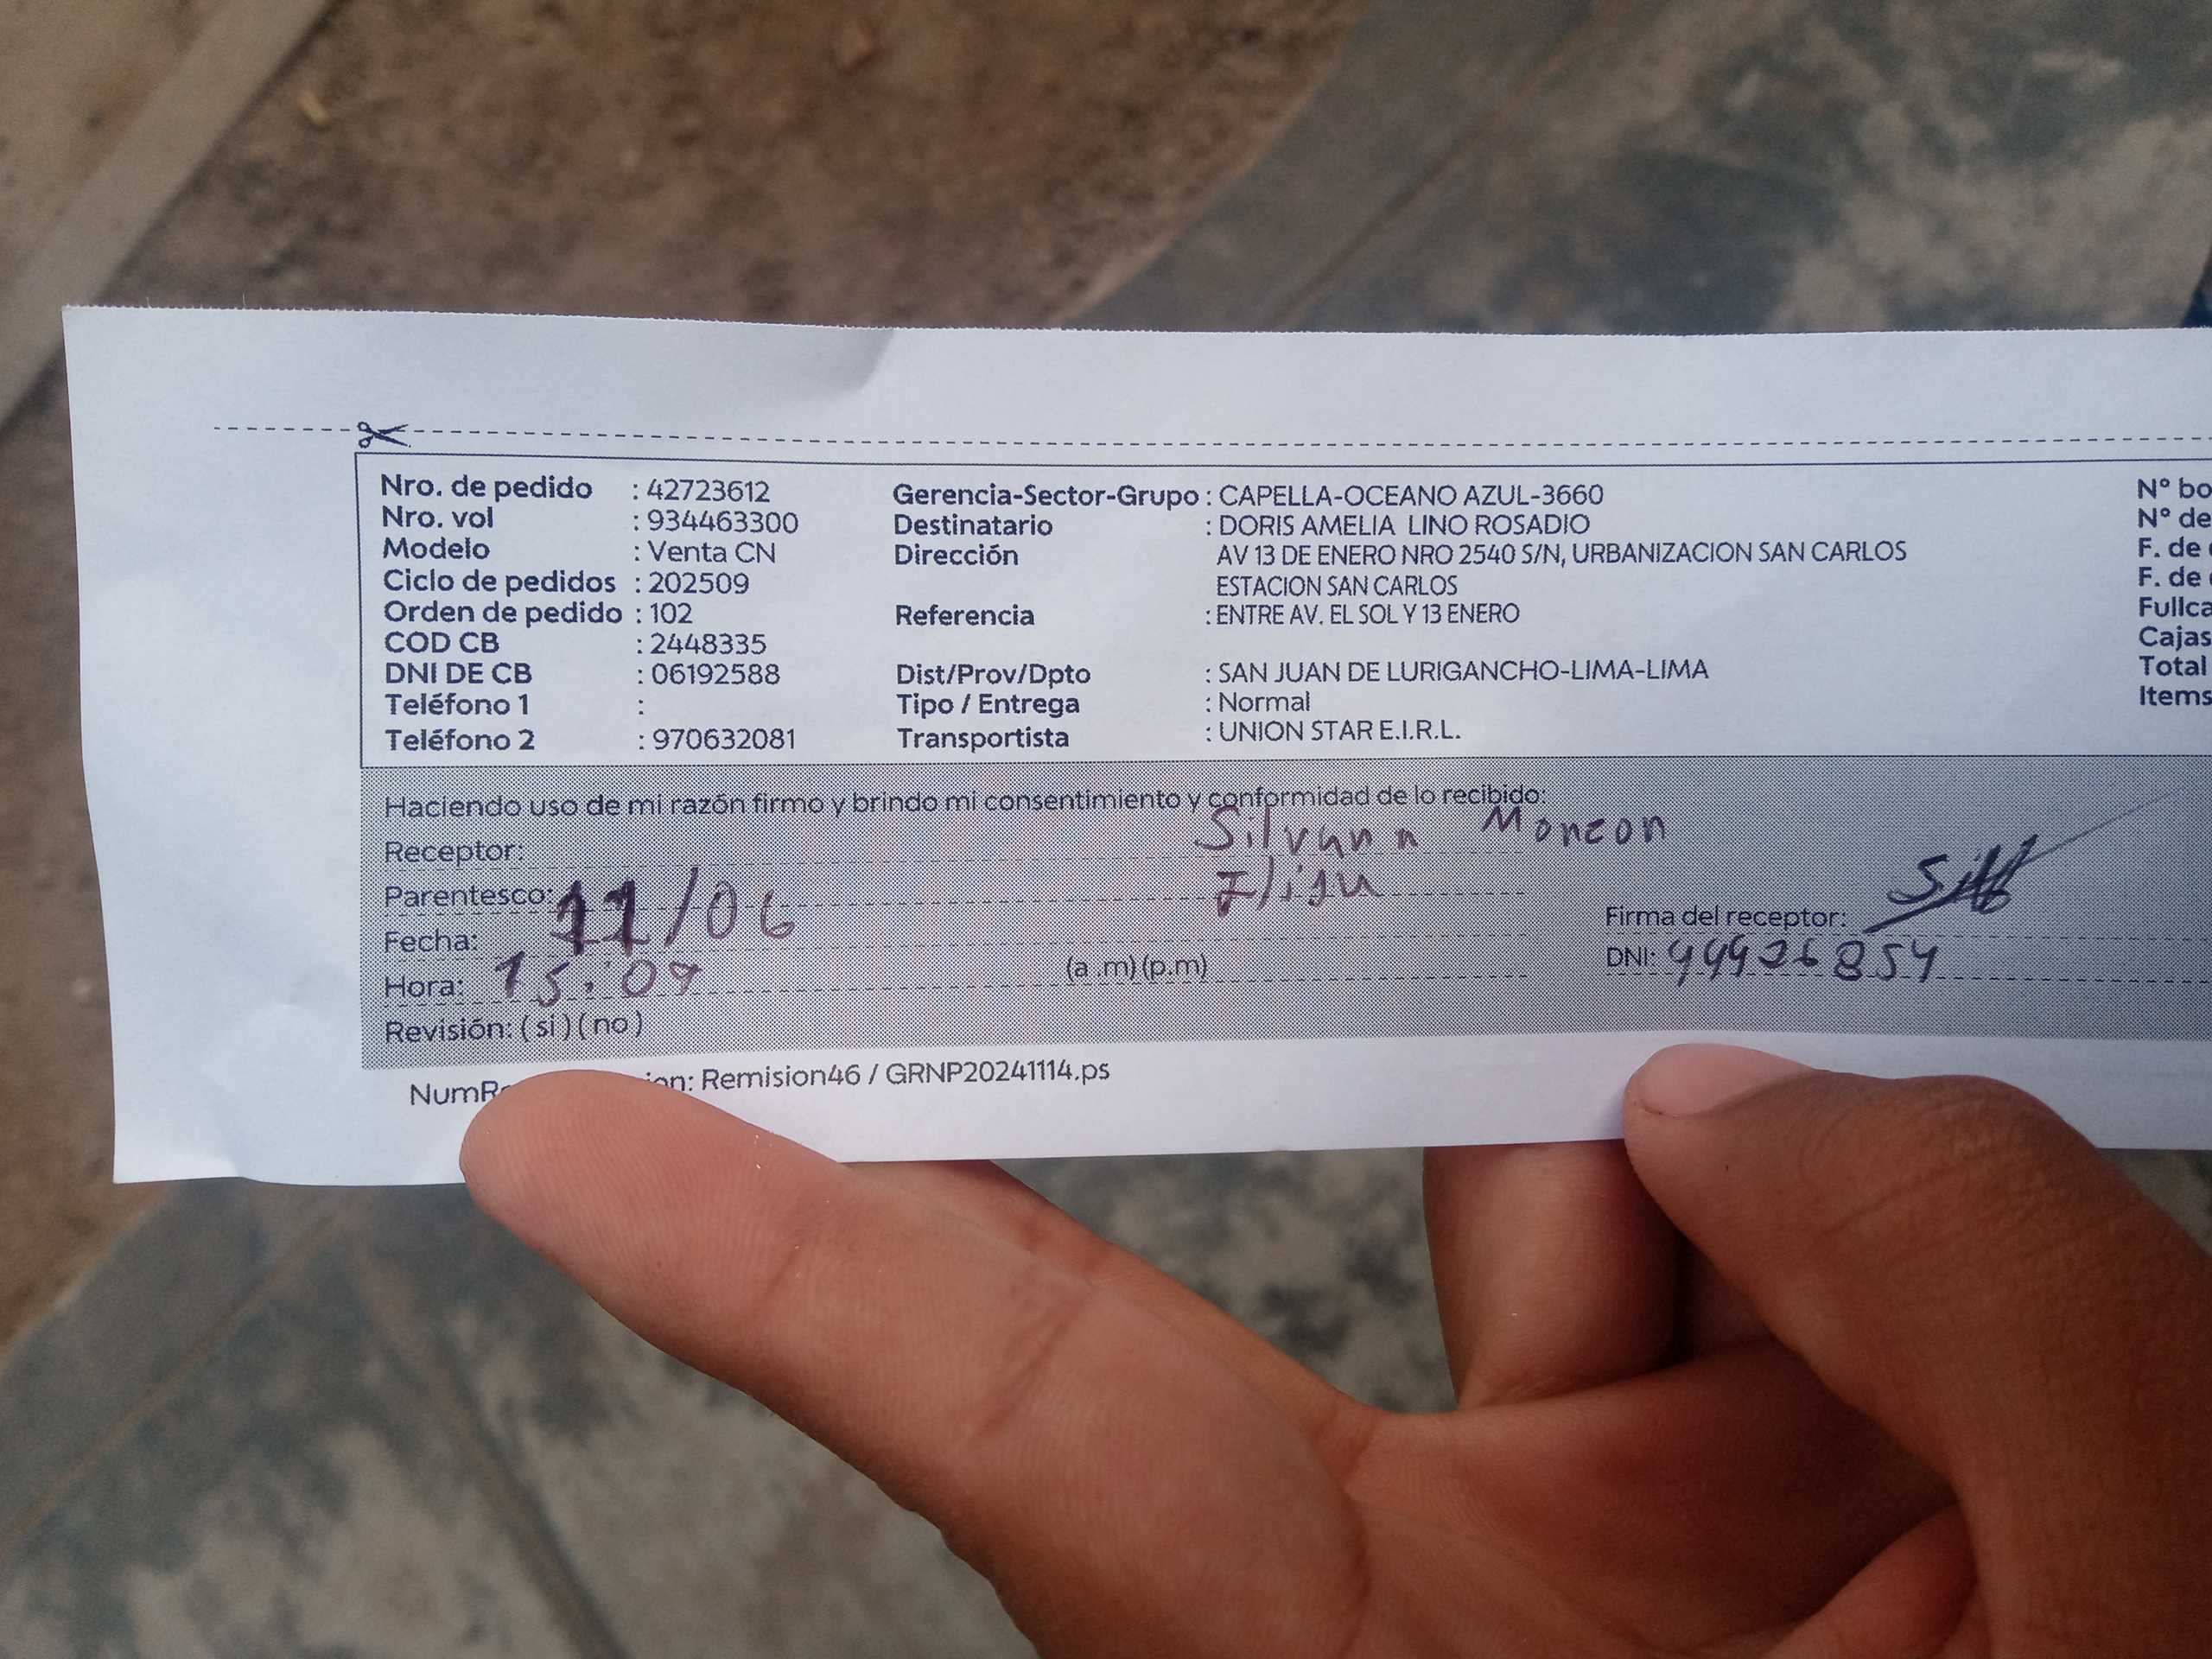 Nro. de pedido : 42723612
Nro. vol : 934463300
Modelo : Venta CN
Ciclo de pedidos : 202509
Orden de pedido : 102
COD CB : 2448335
DNI DE CB : 06192588
Teléfono 1 :
Teléfono 2 : 970632081
Gerencia-Sector-Grupo : CAPELLA-OCEANO AZUL-3660
Destinatario : DORIS AMELIA LINO ROSADIO
Dirección AV 13 DE ENERO NRO 2540 S/N, URBANIZACION SAN CARLOS
ESTACION SAN CARLOS
Referencia : ENTRE AV. EL SOL Y 13 ENERO
Dist/Prov/Dpto : SAN JUAN DE LURIGANCHO-LIMA-LIMA
Tipo / Entrega : Normal
Transportista : UNION STAR E.I.R.L.
N° bo
N° de
F. de
F. de
Fullca
Cajas
Total
Items
Haciendo uso de mi razón firmo y brindo mi consentimiento y conformidad de lo recibido:
Receptor: Silvana Monzon
Parentesco:
Fecha: 11/06
Hora: 15:09 (a .m) (p.m)
Revisión: (si) (no)
Firma del receptor:
DNI:
Remision46 / GRNP20241114.ps